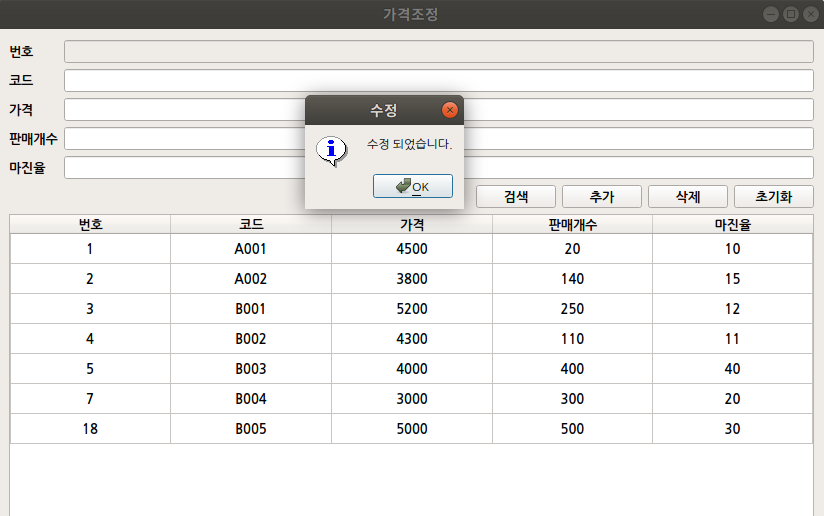 가격조정
번호
코드
가격
판매개수
마진율
수정
수정 되었습니다.
OK
검색 추가 삭제 초기화
번호 코드 가격 판매개수 마진율
1 A001 4500 20 10
2 A002 3800 140 15
3 B001 5200 250 12
4 B002 4300 110 11
5 B003 4000 400 40
7 B004 3000 300 20
18 B005 5000 500 30